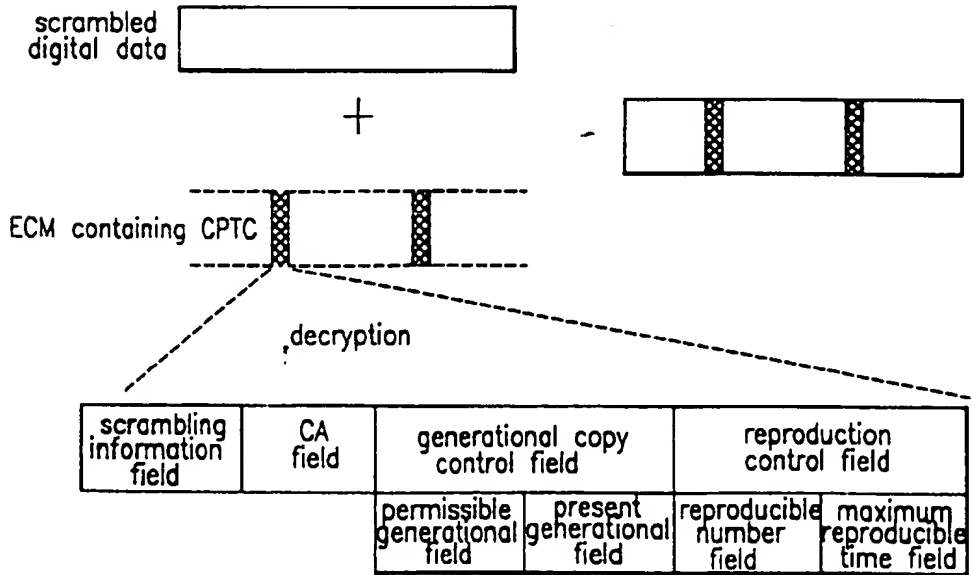 scrambled
digital data
+
ECM containing CPTC
decryption
scrambling
information
field
CA
field
generational copy
control field
reproduction
control field
permissible
generational
field
present
generational
field
reproducible
number
field
maximum
reproducible
time field